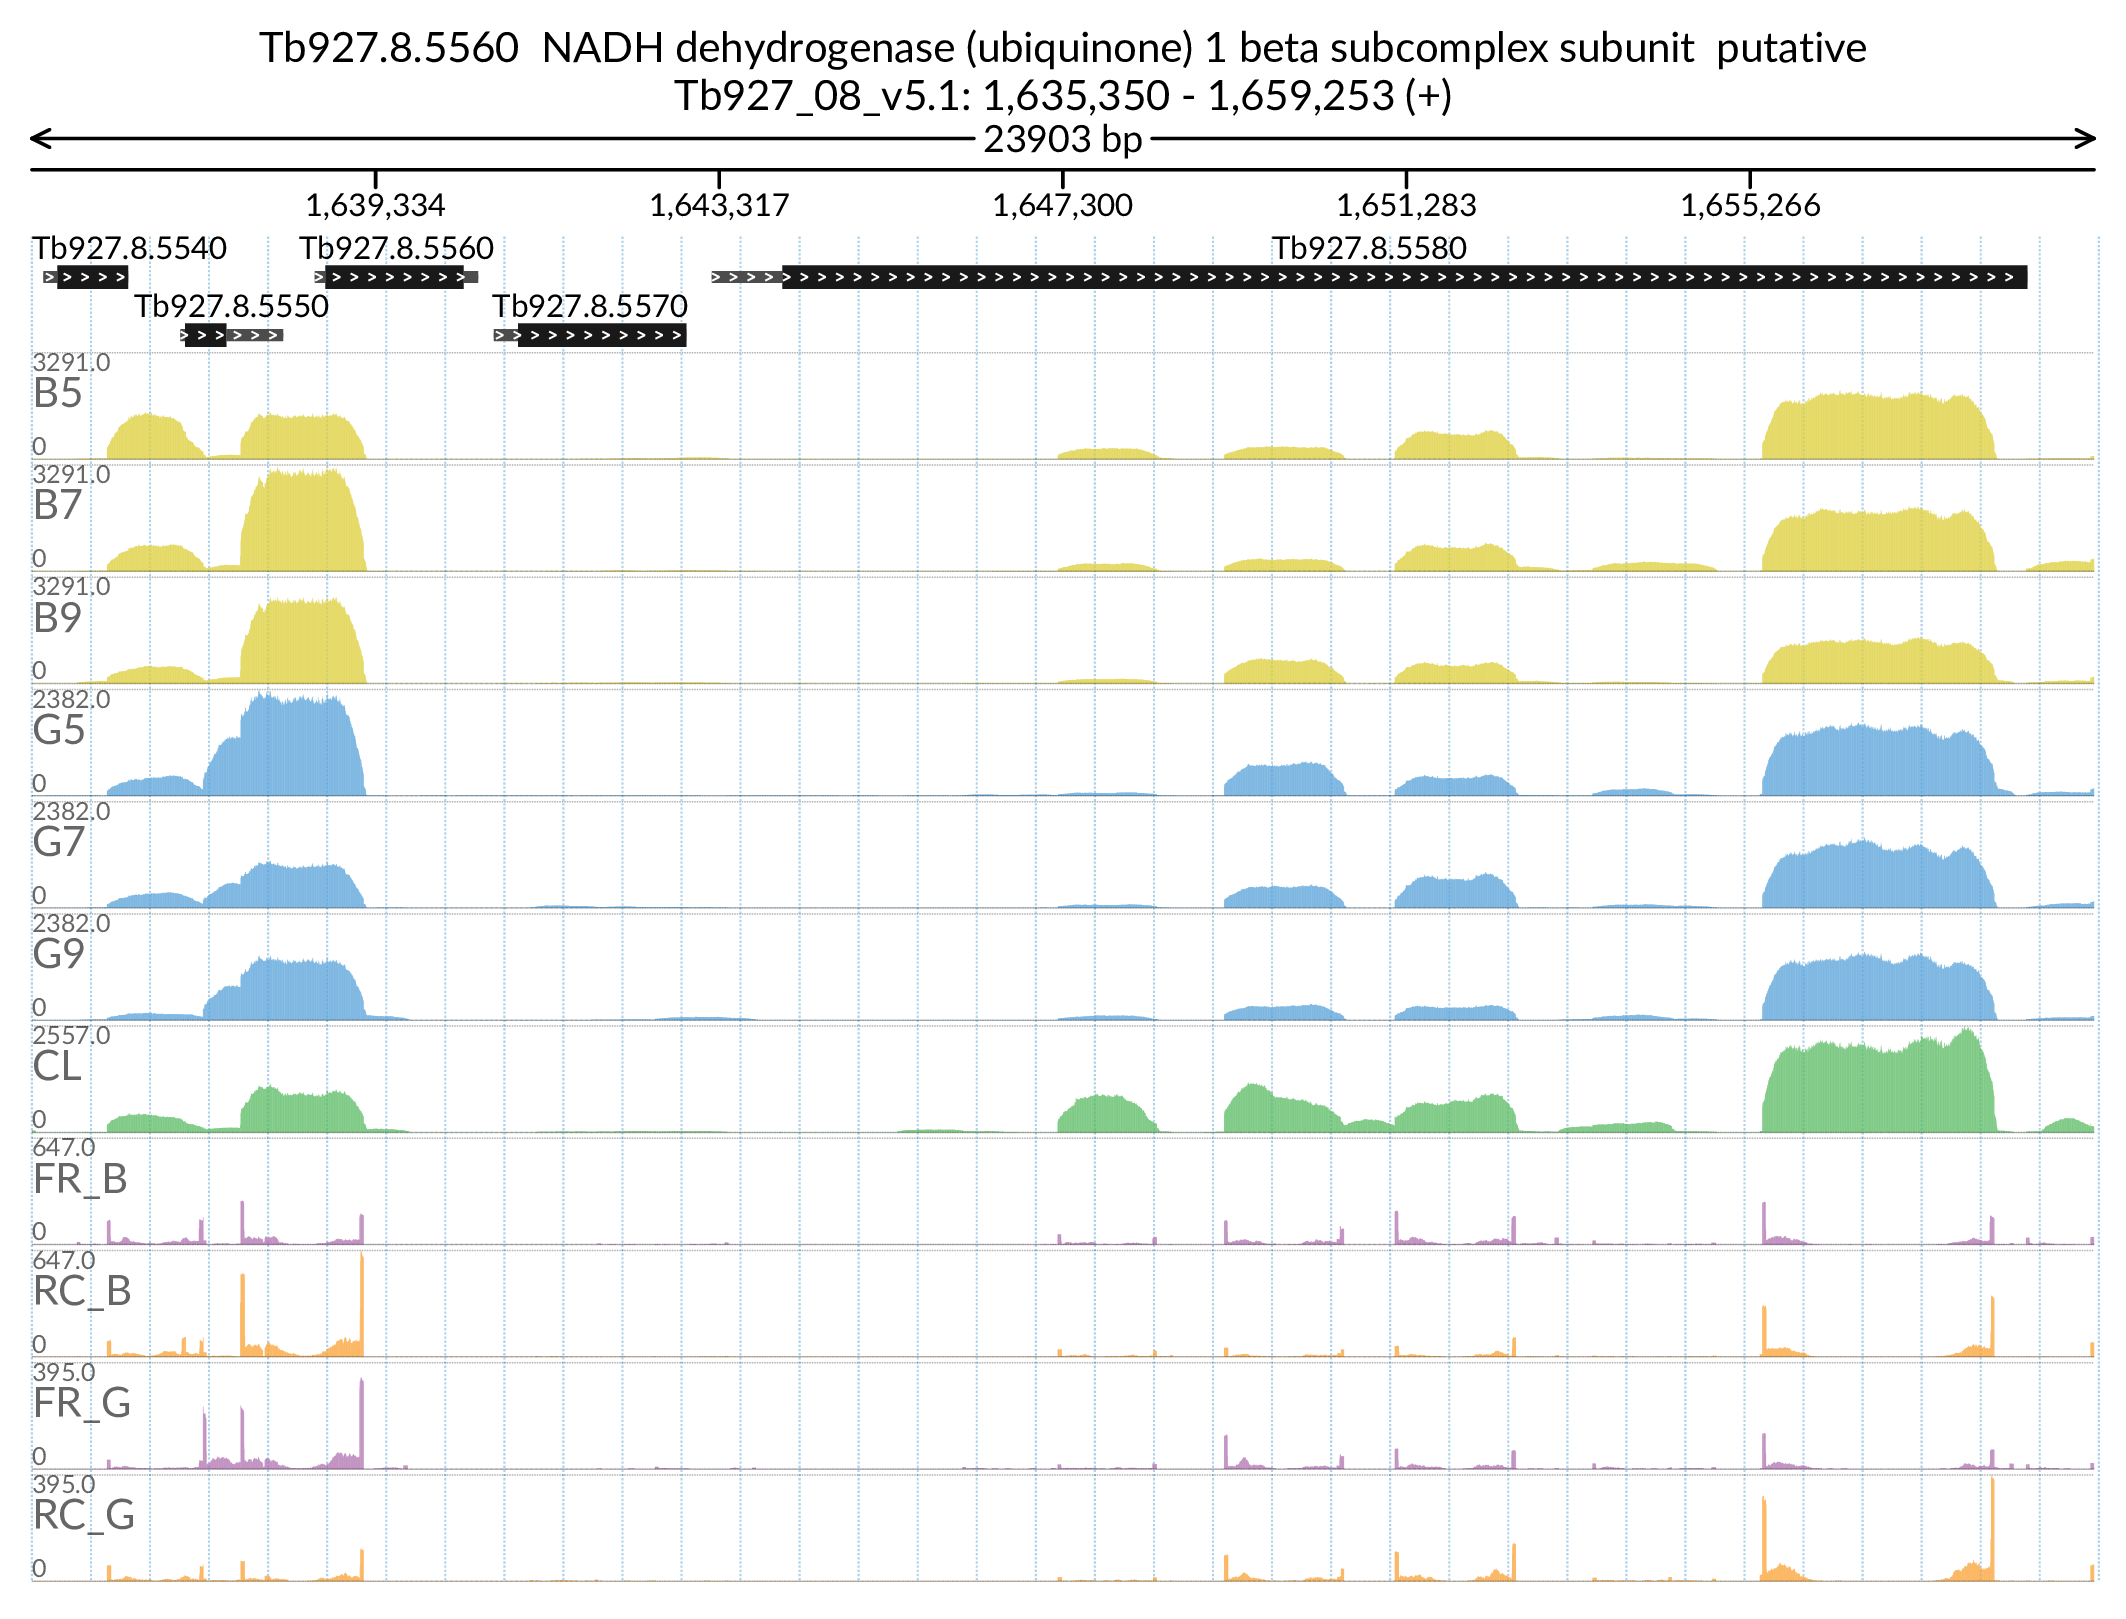 Tb927.8.5560  NADH dehydrogenase (ubiquinone) 1 beta subcomplex subunit  putative
Tb927_08_v5.1: 1,635,350 - 1,659,253 (+)
23903 bp
1,639,334 1,643,317 1,647,300 1,651,283 1,655,266
Tb927.8.5540 Tb927.8.5560 Tb927.8.5580
Tb927.8.5550 Tb927.8.5570
3291.0
B5
0
3291.0
B7
0
3291.0
B9
0
2382.0
G5
0
2382.0
G7
0
2382.0
G9
0
2557.0
CL
0
647.0
FR_B
0
647.0
RC_B
0
395.0
FR_G
0
395.0
RC_G
0